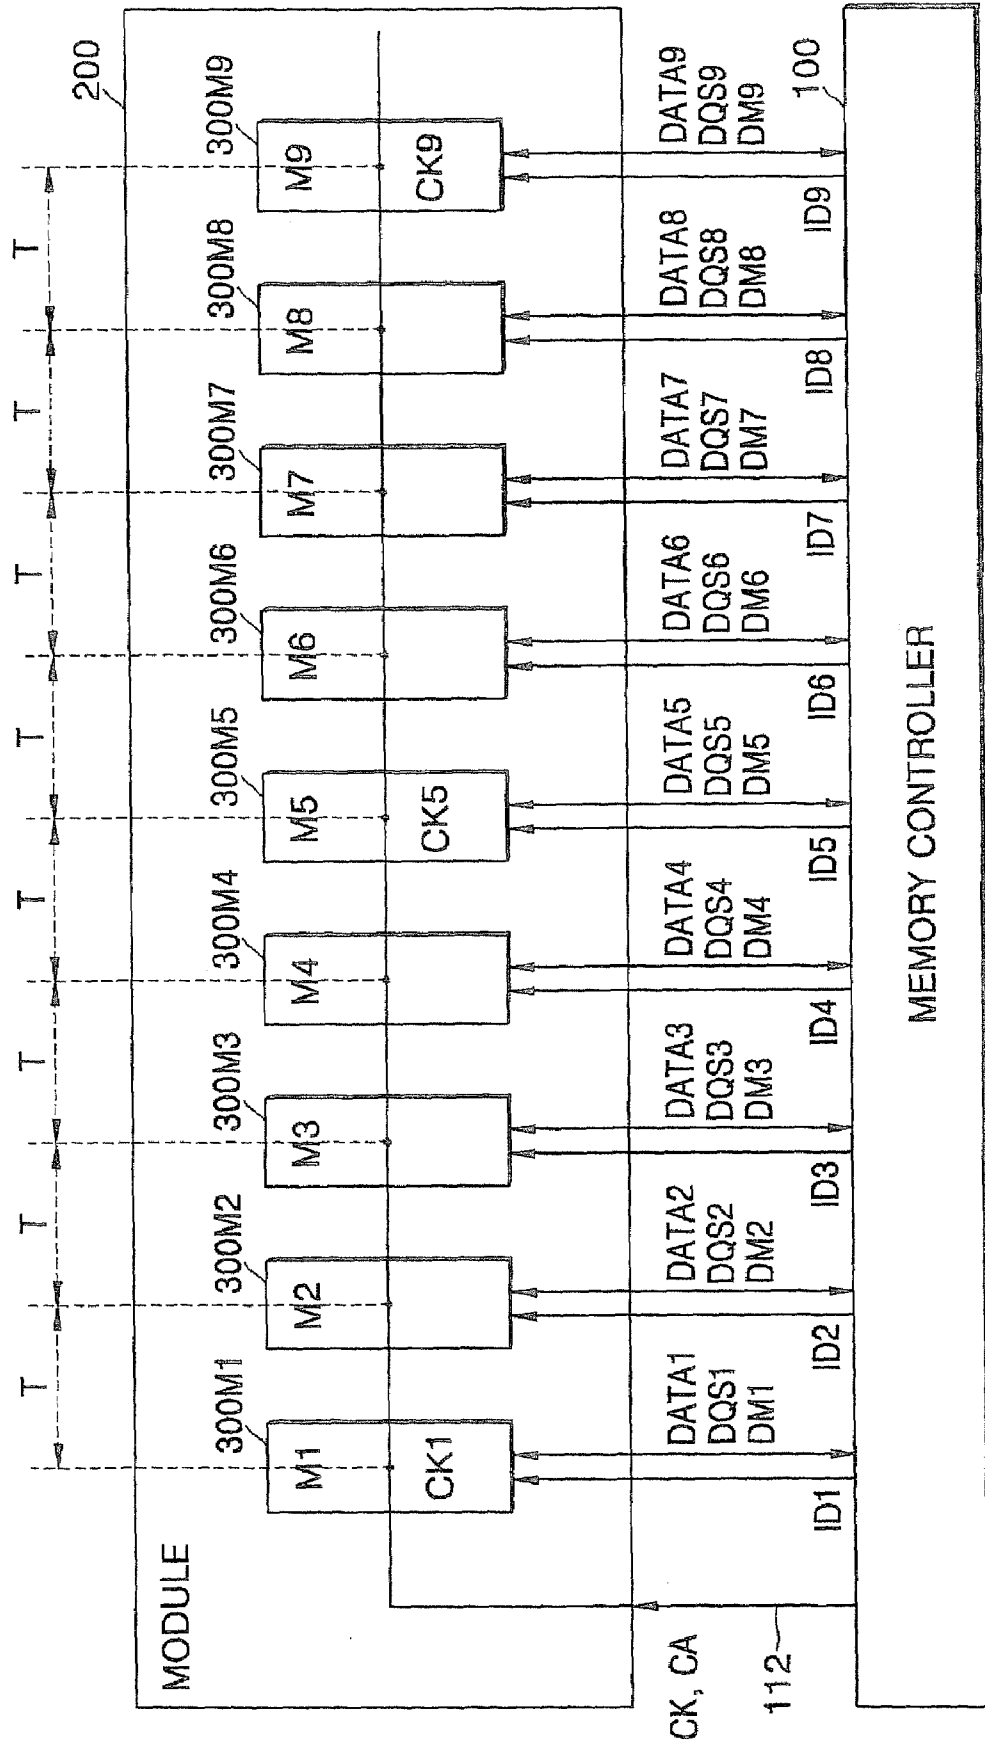 T T T T T T T T
200
MODULE
300M1 300M2 300M3 300M4 300M5 300M6 300M7 300M8 300M9
M1 M2 M3 M4 M5 M6 M7 M8 M9
CK1 CK5 CK9
CK, CA
112
DATA1 DATA2 DATA3 DATA4 DATA5 DATA6 DATA7 DATA8 DATA9
DQS1 DQS2 DQS3 DQS4 DQS5 DQS6 DQS7 DQS8 DQS9
DM1 DM2 DM3 DM4 DM5 DM6 DM7 DM8 DM9
ID1 ID2 ID3 ID4 ID5 ID6 ID7 ID8 ID9
100
MEMORY CONTROLLER